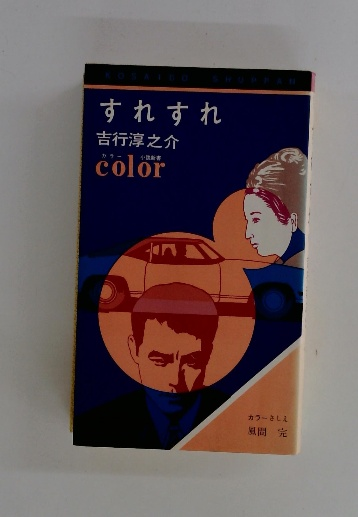 KOSAIDO SHUPPAN
すれすれ
吉行淳之介
カラー 小説新書
color
カラーさしえ
風間 完